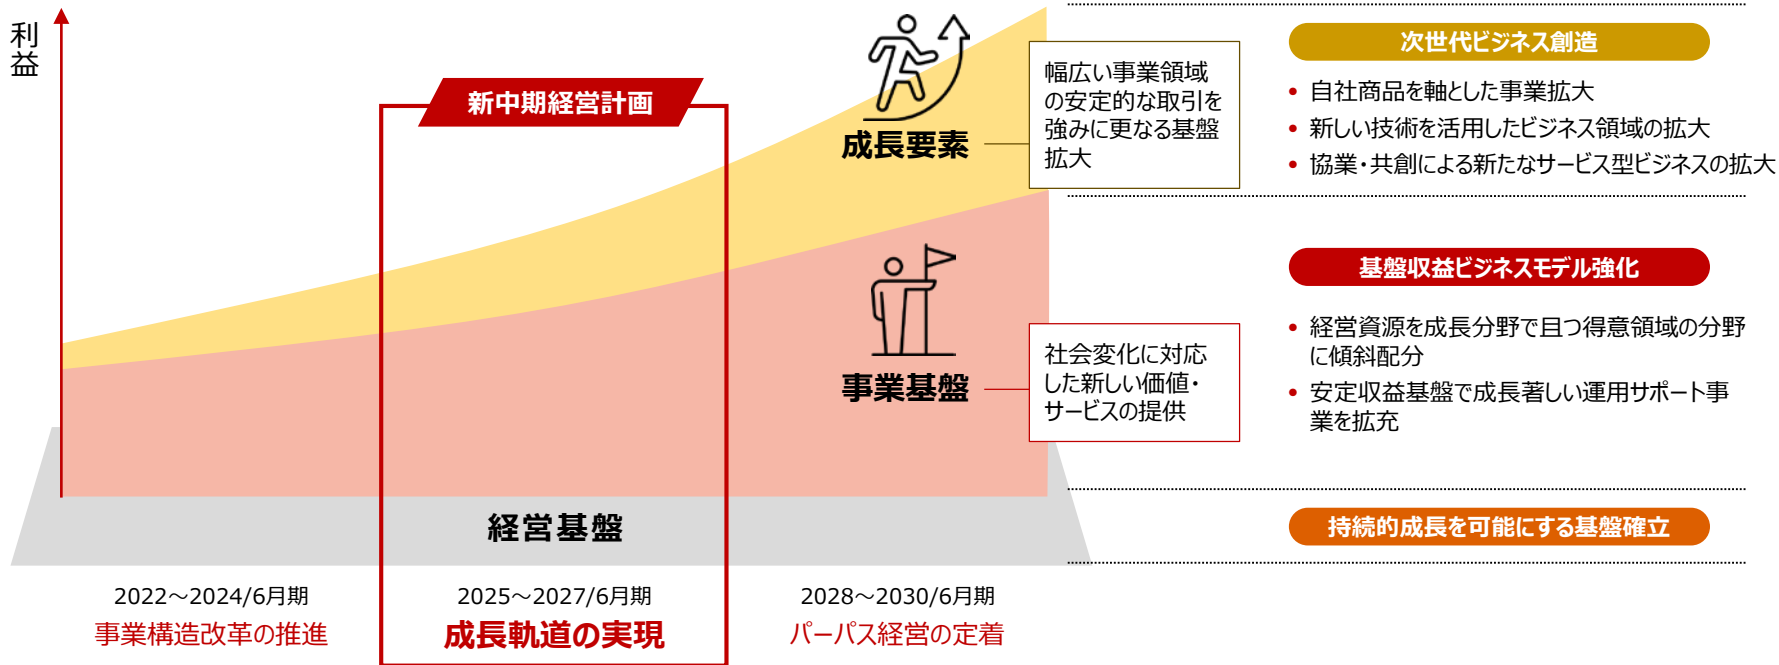 利益
新中期経営計画
成長要素
幅広い事業領域
の安定的な取引を
強みに更なる基盤
拡大
次世代ビジネス創造
• 自社商品を軸とした事業拡大
• 新しい技術を活用したビジネス領域の拡大
• 協業・共創による新たなサービス型ビジネスの拡大
事業基盤
社会変化に対応
した新しい価値・
サービスの提供
基盤収益ビジネスモデル強化
• 経営資源を成長分野で且つ得意領域の分野
に傾斜配分
• 安定収益基盤で成長著しい運用サポート事
業を拡充
経営基盤
持続的成長を可能にする基盤確立
2022～2024/6月期
事業構造改革の推進
2025～2027/6月期
成長軌道の実現
2028～2030/6月期
パーパス経営の定着